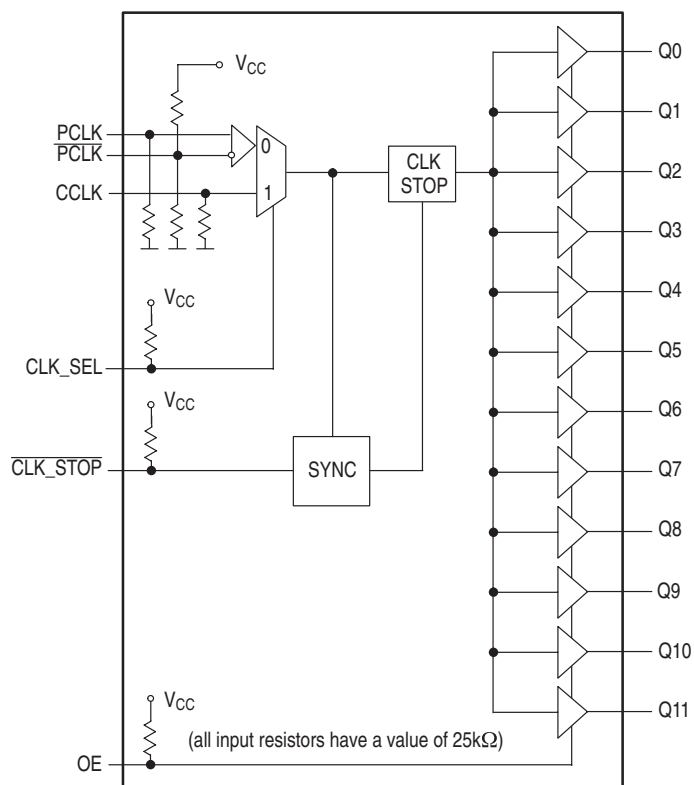 VCC
PCLK
PCLK
CCLK
0
1
CLK
STOP
VCC
CLK_SEL
VCC
CLK_STOP
SYNC
VCC
(all input resistors have a value of 25kΩ)
OE
Q0
Q1
Q2
Q3
Q4
Q5
Q6
Q7
Q8
Q9
Q10
Q11